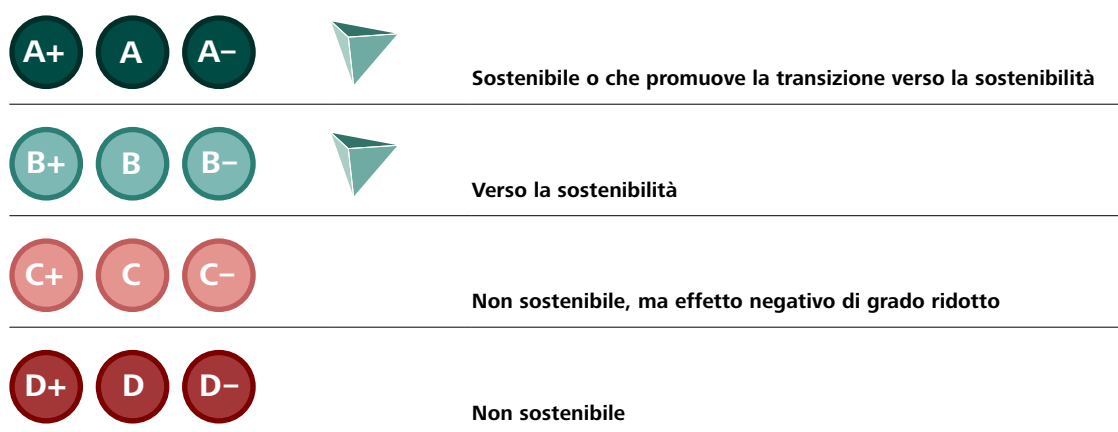 A+ A A−
Sostenibile o che promuove la transizione verso la sostenibilità
B+ B B−
Verso la sostenibilità
C+ C C−
Non sostenibile, ma effetto negativo di grado ridotto
D+ D D−
Non sostenibile